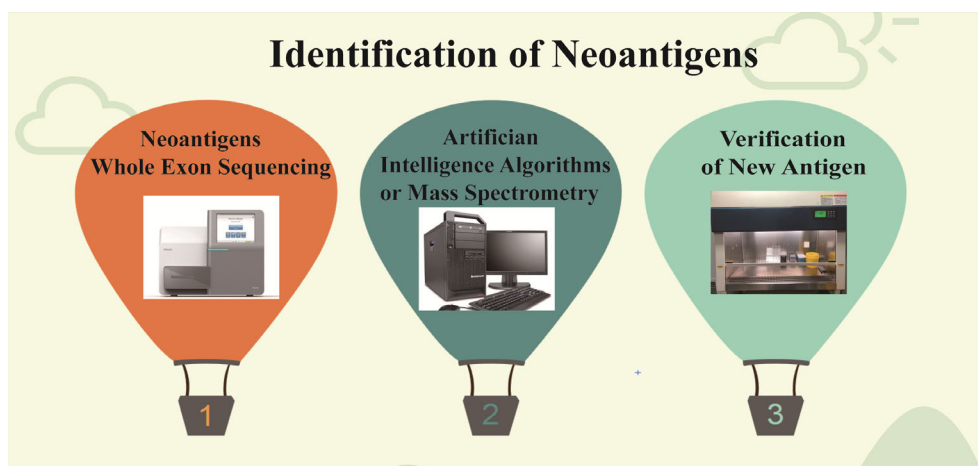 Identification of Neoantigens
Neoantigens
Whole Exon Sequencing
Artifician
Intelligence Algorithms
or Mass Spectrometry
Verification
of New Antigen
1
2
3